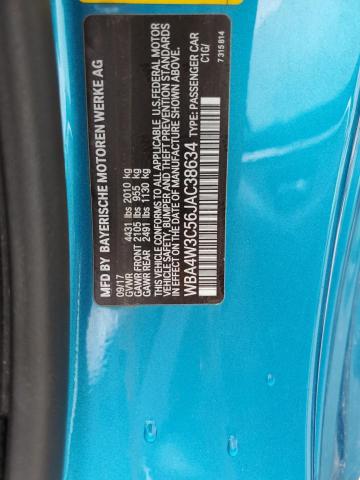 MFD BY BAYERISCHE MOTOREN WERKE AG
09/17
GVWR 4431 lbs 2010 kg
GAWR FRONT 2105 lbs 955 kg
GAWR REAR 2491 lbs 1130 kg
THIS VEHICLE CONFORMS TO ALL APPLICABLE U.S.FEDERAL MOTOR
VEHICLE SAFETY, BUMPER AND THEFT PREVENTION STANDARDS
IN EFFECT ON THE DATE OF MANUFACTURE SHOWN ABOVE.
WBA4W3C56JAC38634 TYPE: PASSENGER CAR
C1G/
7 315 814